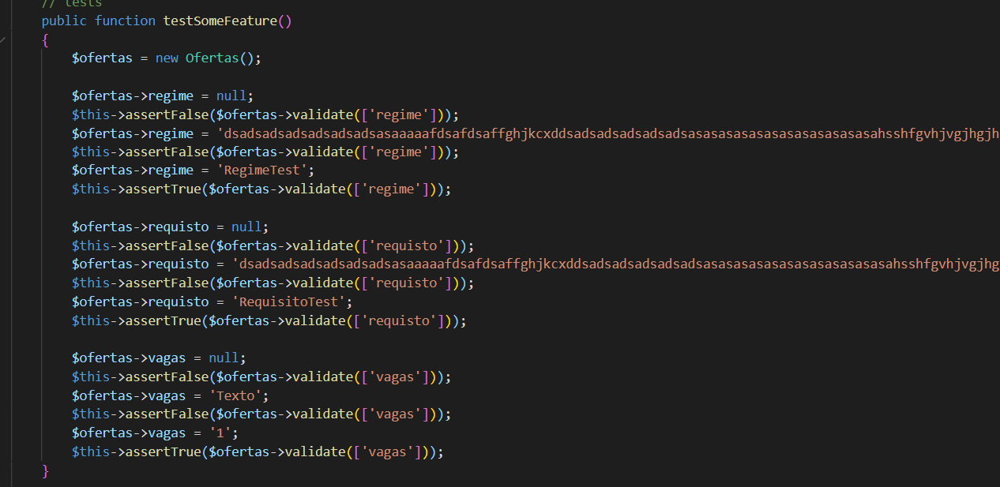 // tests
public function testSomeFeature()
{
$ofertas = new Ofertas();
$ofertas->regime = null;
$this->assertFalse($ofertas->validate(['regime']));
$ofertas->regime = 'dsadsadsadsadsadsadsasaaaaafdsafdsaffghjkcxddsadsadsadsadsadsasasasasasasasasasasasasahsshfgvhjvgjhgjh
$this->assertFalse($ofertas->validate(['regime']));
$ofertas->regime = 'RegimeTest';
$this->assertTrue($ofertas->validate(['regime']));
$ofertas->requisto = null;
$this->assertFalse($ofertas->validate(['requisto']));
$ofertas->requisto = 'dsadsadsadsadsadsadsasaaaaafdsafdsaffghjkcxddsadsadsadsadsadsasasasasasasasasasasasasahsshfgvhjvgjhg
$this->assertFalse($ofertas->validate(['requisto']));
$ofertas->requisto = 'RequisitoTest';
$this->assertTrue($ofertas->validate(['requisto']));
$ofertas->vagas = null;
$this->assertFalse($ofertas->validate(['vagas']));
$ofertas->vagas = 'Texto';
$this->assertFalse($ofertas->validate(['vagas']));
$ofertas->vagas = '1';
$this->assertTrue($ofertas->validate(['vagas']));
}